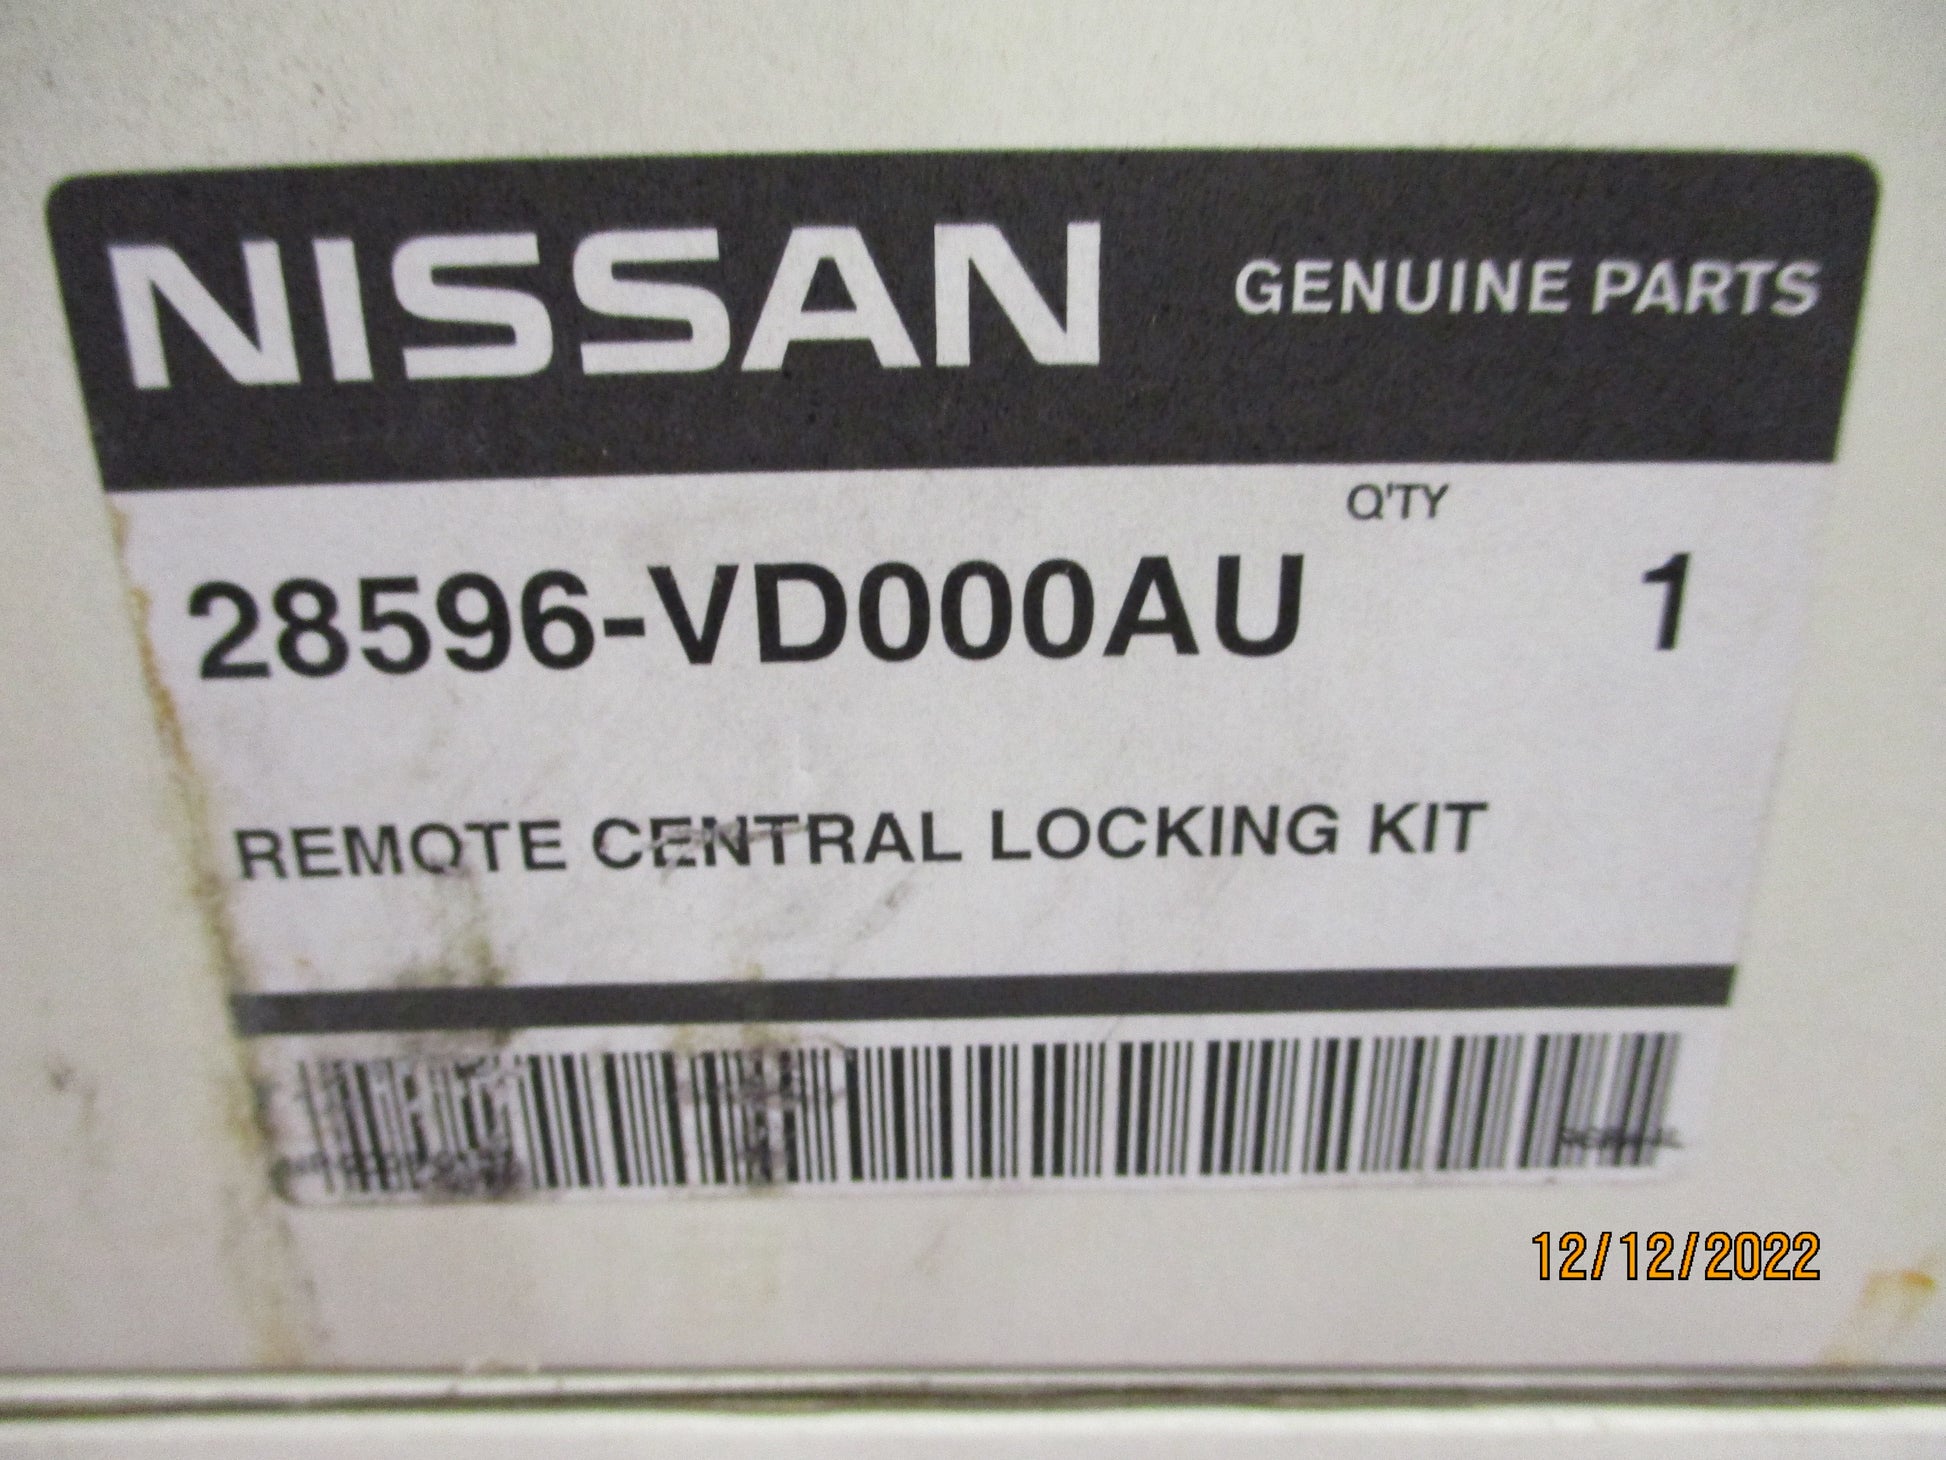 NISSAN GENUINE PARTS
Q'TY
28596-VD000AU 1
REMOTE CENTRAL LOCKING KIT
12/12/2022